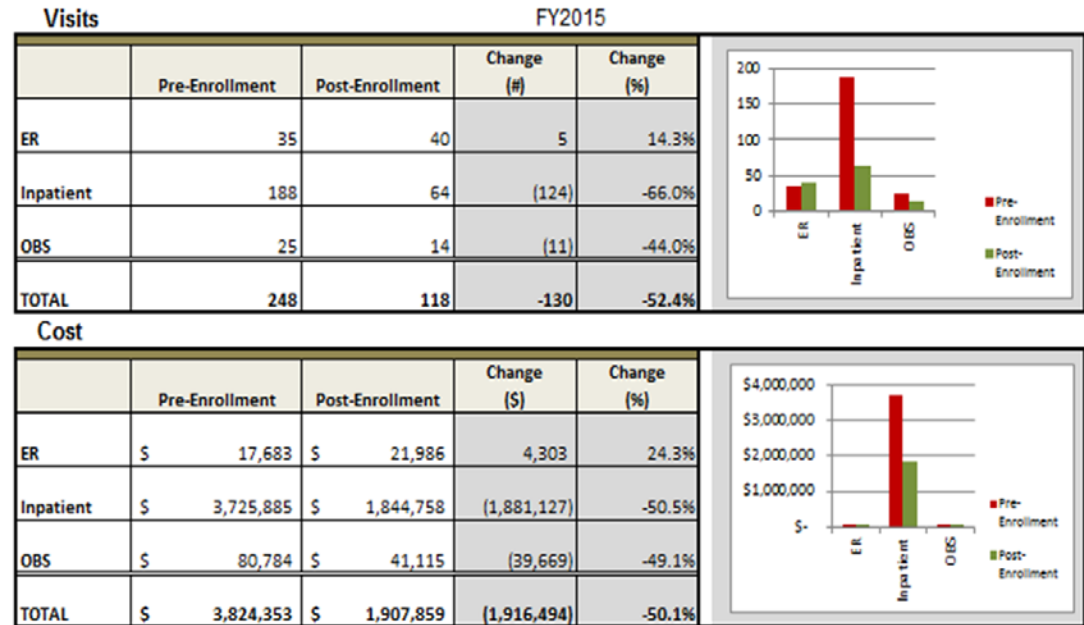 Visits FY2015
Pre-Enrollment Post-Enrollment Change (#) Change (%)
ER 35 40 5 14.3%
Inpatient 188 64 (124) -66.0%
OBS 25 14 (11) -44.0%
TOTAL 248 118 -130 -52.4%
200
150
100
50
0
ER Inpatient OBS
Pre-Enrollment
Post-Enrollment
Cost
Pre-Enrollment Post-Enrollment Change ($) Change (%)
ER $ 17,683 $ 21,986 4,303 24.3%
Inpatient $ 3,725,885 $ 1,844,758 (1,881,127) -50.5%
OBS $ 80,784 $ 41,115 (39,669) -49.1%
TOTAL $ 3,824,353 $ 1,907,859 (1,916,494) -50.1%
$4,000,000
$3,000,000
$2,000,000
$1,000,000
$-
ER Inpatient OBS
Pre-Enrollment
Post-Enrollment